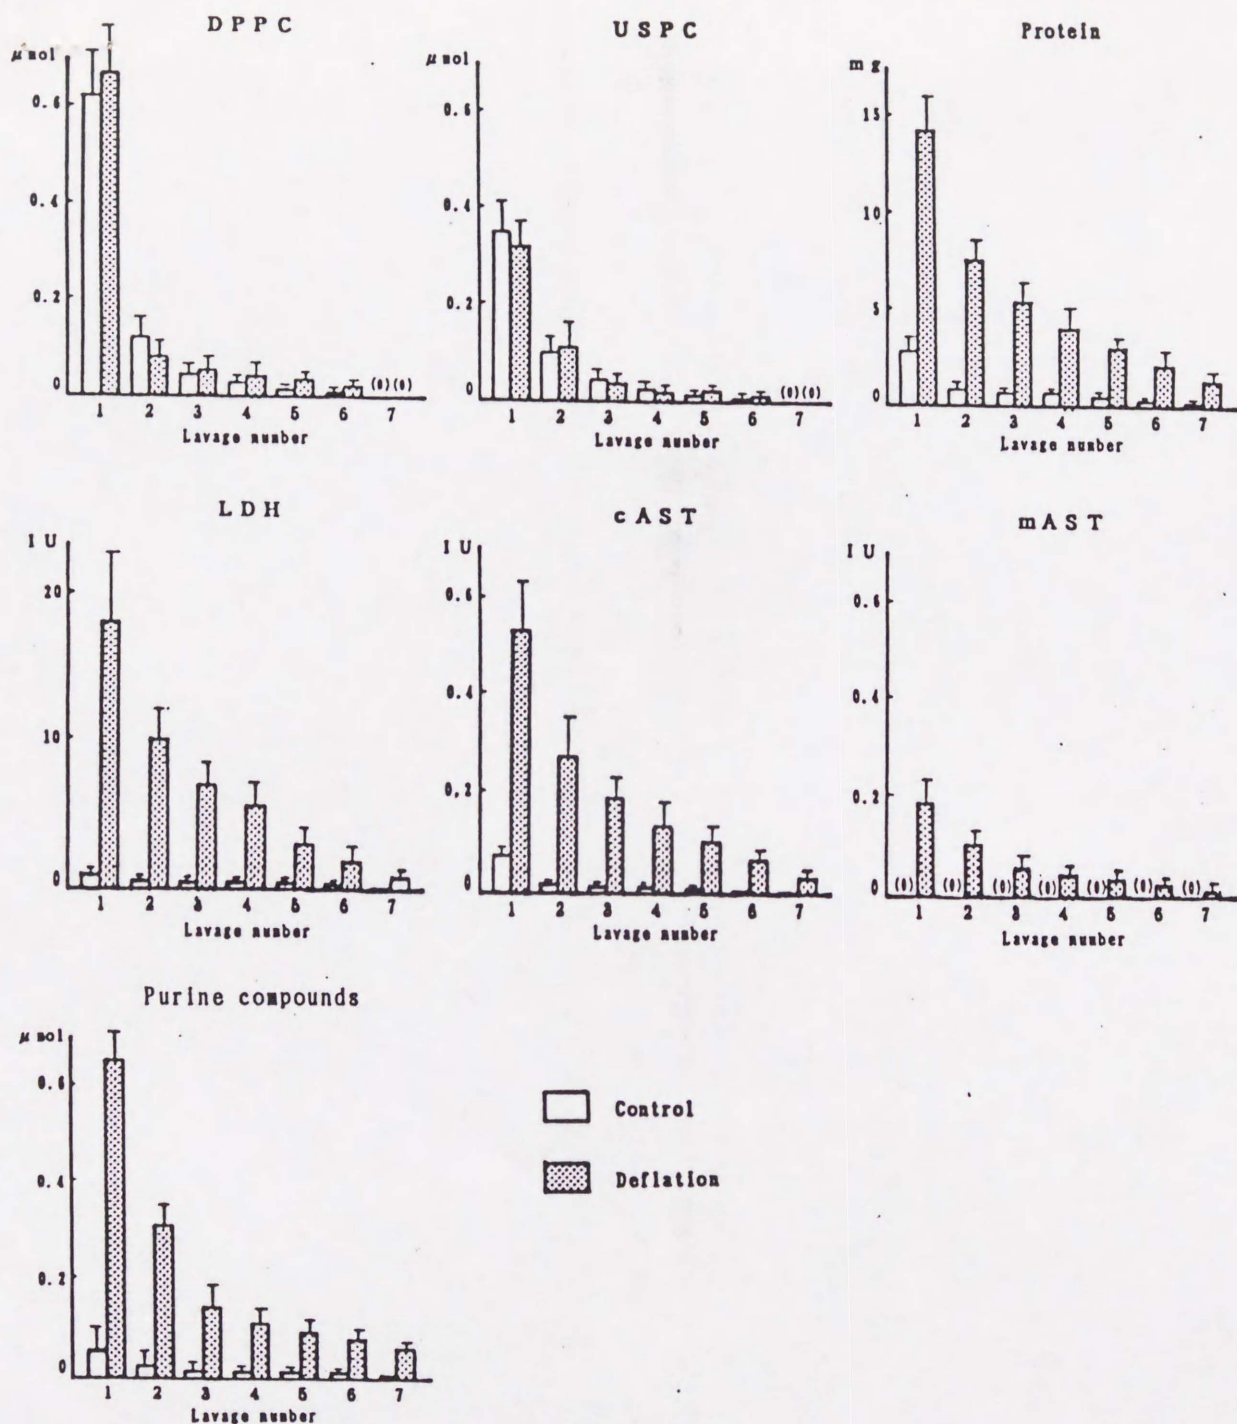 DPPC
μmol
0.6
0.4
0.2
0
(0)(0)
1 2 3 4 5 6 7
Lavage number
USPC
μmol
0.6
0.4
0.2
0
(0)(0)
1 2 3 4 5 6 7
Lavage number
Protein
mg
15
10
5
0
1 2 3 4 5 6 7
Lavage number
LDH
IU
20
10
0
1 2 3 4 5 6 7
Lavage number
cAST
IU
0.6
0.4
0.2
0
1 2 3 4 5 6 7
Lavage number
mAST
IU
0.6
0.4
0.2
0
(0) (0) (0) (0) (0) (0) (0)
1 2 3 4 5 6 7
Lavage number
Purine compounds
μmol
0.6
0.4
0.2
0
1 2 3 4 5 6 7
Lavage number
Control
Deflation